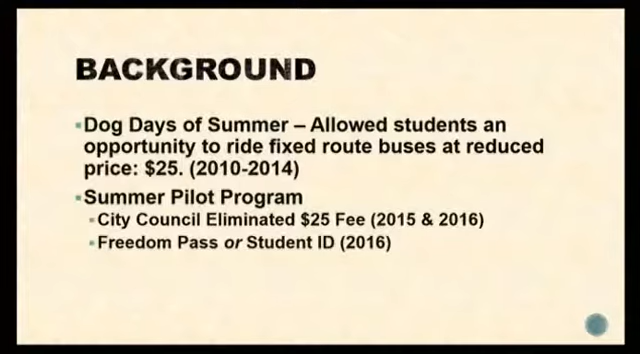 BACKGROUND
Dog Days of Summer – Allowed students an
opportunity to ride fixed route buses at reduced
price: $25. (2010-2014)
Summer Pilot Program
City Council Eliminated $25 Fee (2015 & 2016)
Freedom Pass or Student ID (2016)